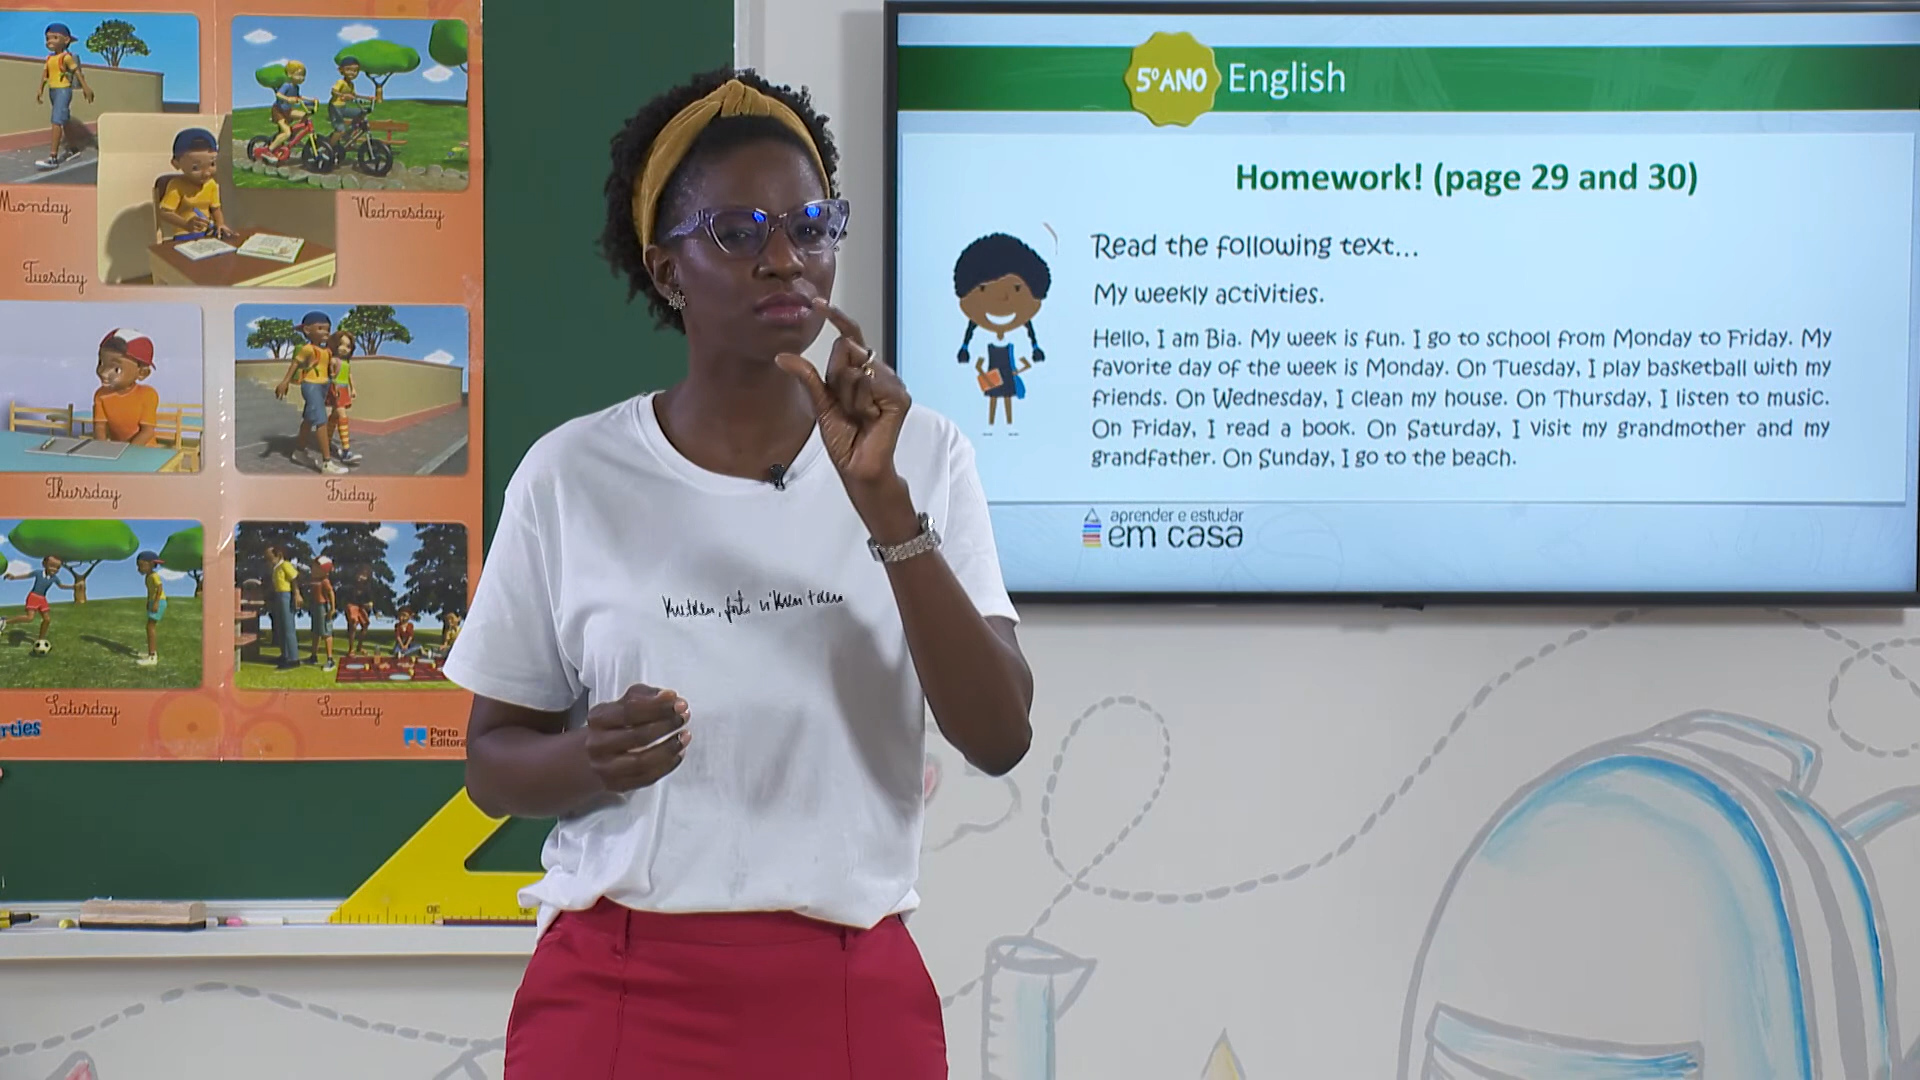 Monday
Wednesday
Tuesday
Thursday
Friday
Saturday
Sunday
rties
Porto
Editora
5º ANO English
Homework! (page 29 and 30)
Read the following text...
My weekly activities.
Hello, I am Bia. My week is fun. I go to school from Monday to Friday. My
favorite day of the week is Monday. On Tuesday, I play basketball with my
friends. On Wednesday, I clean my house. On Thursday, I listen to music.
On Friday, I read a book. On Saturday, I visit my grandmother and my
grandfather. On Sunday, I go to the beach.
aprender e estudar
em casa